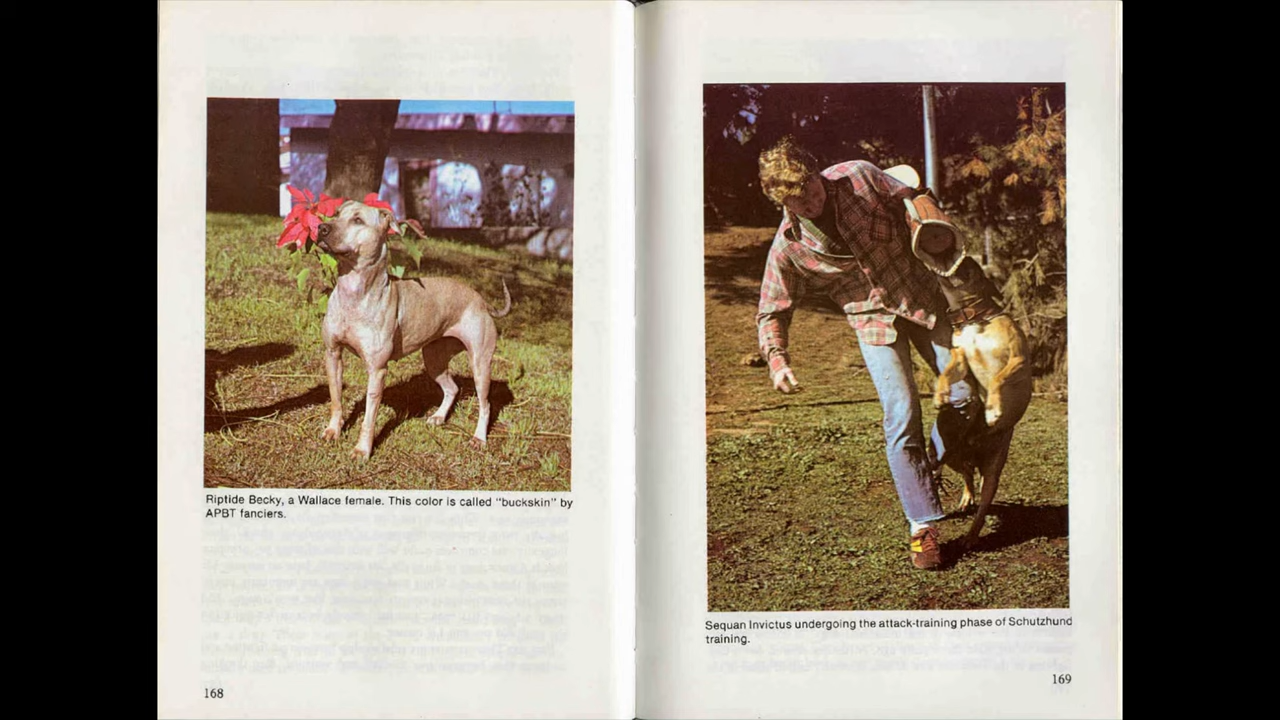 Riptide Becky, a Wallace female. This color is called "buckskin" by
APBT fanciers.
168
Sequan Invictus undergoing the attack-training phase of Schutzhund
training.
169